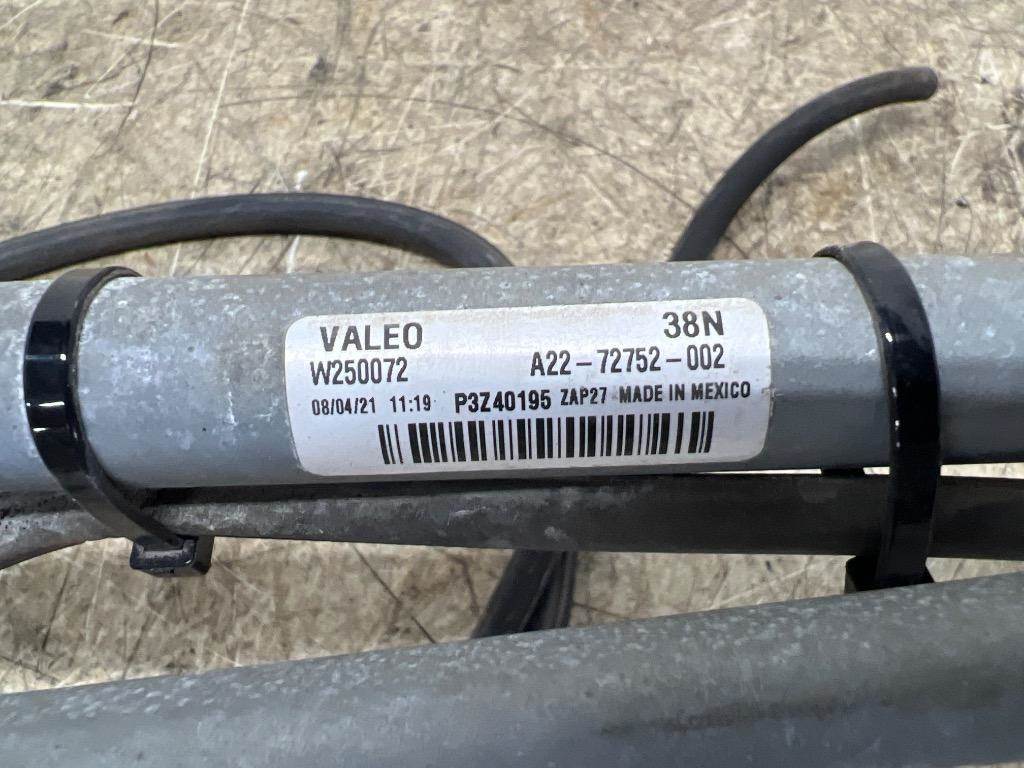 VALEO 38N
W250072 A22-72752-002
08/04/21 11:19 P3Z40195 ZAP27 MADE IN MEXICO